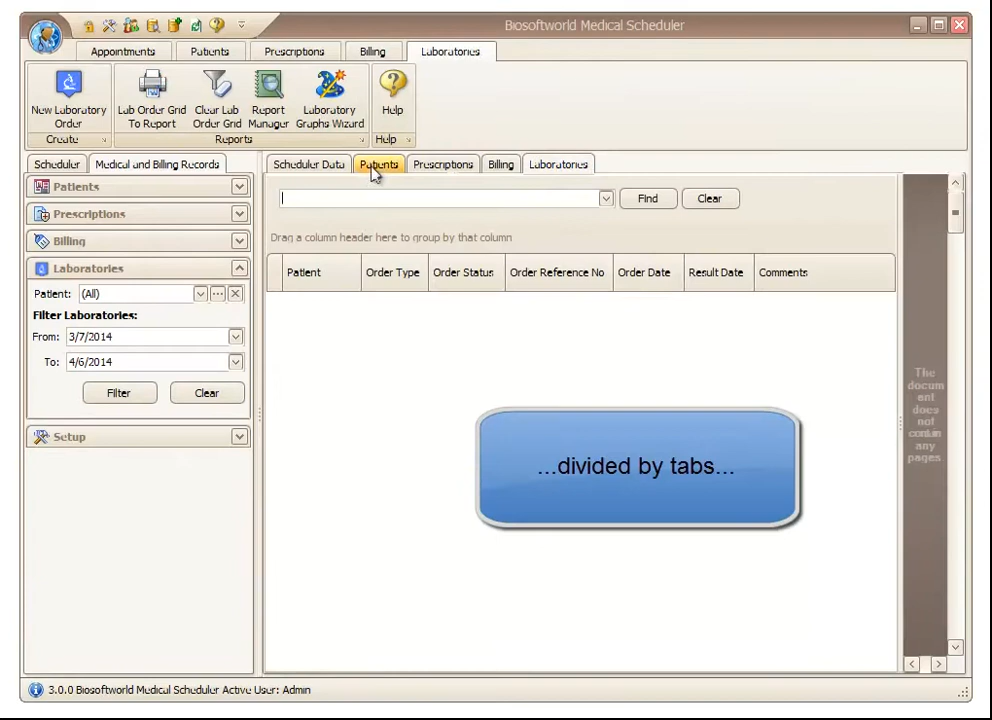 Biosoftworld Medical Scheduler
Appointments Patients Prescriptions Billing Laboratories
New Laboratory Order
Lab Order Grid To Report
Clear Lab Order Grid
Report Manager
Laboratory Graphs Wizard
Help
Create Reports Help
Scheduler Medical and Billing Records
Scheduler Data Patients Prescriptions Billing Laboratories
Patients
Prescriptions
Billing
Laboratories
Patient: (All)
Filter Laboratories:
From: 3/7/2014
To: 4/6/2014
Filter Clear
Setup
Find Clear
Drag a column header here to group by that column
Patient Order Type Order Status Order Reference No Order Date Result Date Comments
...divided by tabs...
The
docum
ent
does
not
contain
any
pages
3.0.0 Biosoftworld Medical Scheduler Active User: Admin